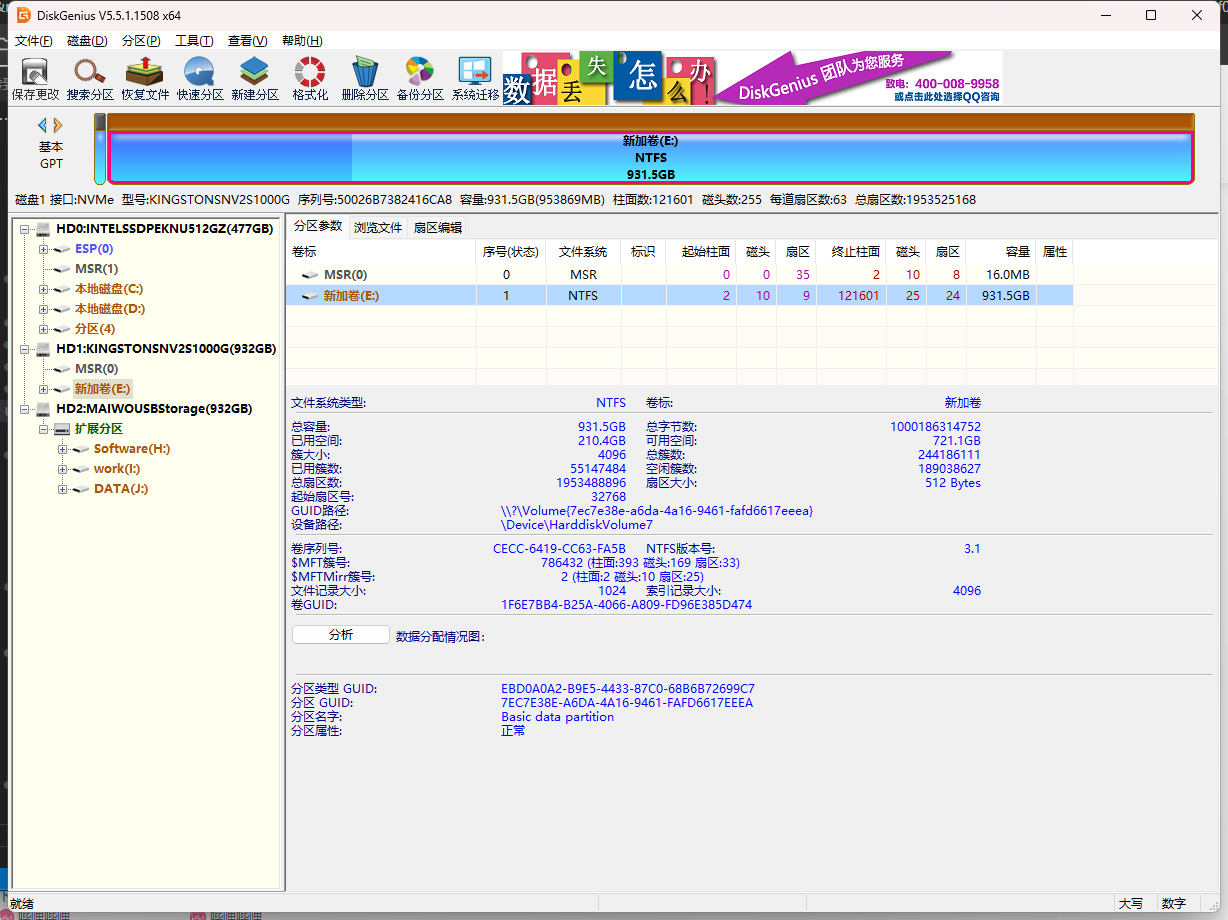 DiskGenius V5.5.1.1508 x64
文件(F) 磁盘(D) 分区(P) 工具(T) 查看(V) 帮助(H)
保存更改 搜索分区 恢复文件 快速分区 新建分区 格式化 删除分区 备份分区 系统迁移
数据丢失怎么办!
DiskGenius 团队为您服务
致电: 400-008-9958
或点击此处选择QQ咨询
基本
GPT
新加卷(E:)
NTFS
931.5GB
磁盘1 接口:NVMe 型号:KINGSTONSNV2S1000G 序列号:50026B7382416CA8 容量:931.5GB(953869MB) 柱面数:121601 磁头数:255 每道扇区数:63 总扇区数:1953525168
HD0:INTELSSDPEKNU512GZ(477GB)
ESP(0)
MSR(1)
本地磁盘(C:)
本地磁盘(D:)
分区(4)
HD1:KINGSTONSNV2S1000G(932GB)
MSR(0)
新加卷(E:)
HD2:MAIWOUSBStorage(932GB)
扩展分区
Software(H:)
work(I:)
DATA(J:)
分区参数 浏览文件 扇区编辑
卷标 序号(状态) 文件系统 标识 起始柱面 磁头 扇区 终止柱面 磁头 扇区 容量 属性
MSR(0) 0 MSR 0 0 35 2 10 8 16.0MB
新加卷(E:) 1 NTFS 2 10 9 121601 25 24 931.5GB
文件系统类型: NTFS 卷标: 新加卷
总容量: 931.5GB 总字节数: 1000186314752
已用空间: 210.4GB 可用空间: 721.1GB
簇大小: 4096 总簇数: 244186111
已用簇数: 55147484 空闲簇数: 189038627
总扇区数: 1953488896 扇区大小: 512 Bytes
起始扇区号: 32768
GUID路径: \\?\Volume{7ec7e38e-a6da-4a16-9461-fafd6617eeea}
设备路径: \Device\HarddiskVolume7
卷序列号: CECC-6419-CC63-FA5B NTFS版本号: 3.1
$MFT簇号: 786432 (柱面:393 磁头:169 扇区:33)
$MFTMirr簇号: 2 (柱面:2 磁头:10 扇区:25)
文件记录大小: 1024 索引记录大小: 4096
卷GUID: 1F6E7BB4-B25A-4066-A809-FD96E385D474
分析 数据分配情况图:
分区类型 GUID: EBD0A0A2-B9E5-4433-87C0-68B6B72699C7
分区 GUID: 7EC7E38E-A6DA-4A16-9461-FAFD6617EEEA
分区名字: Basic data partition
分区属性: 正常
就绪 大写 数字